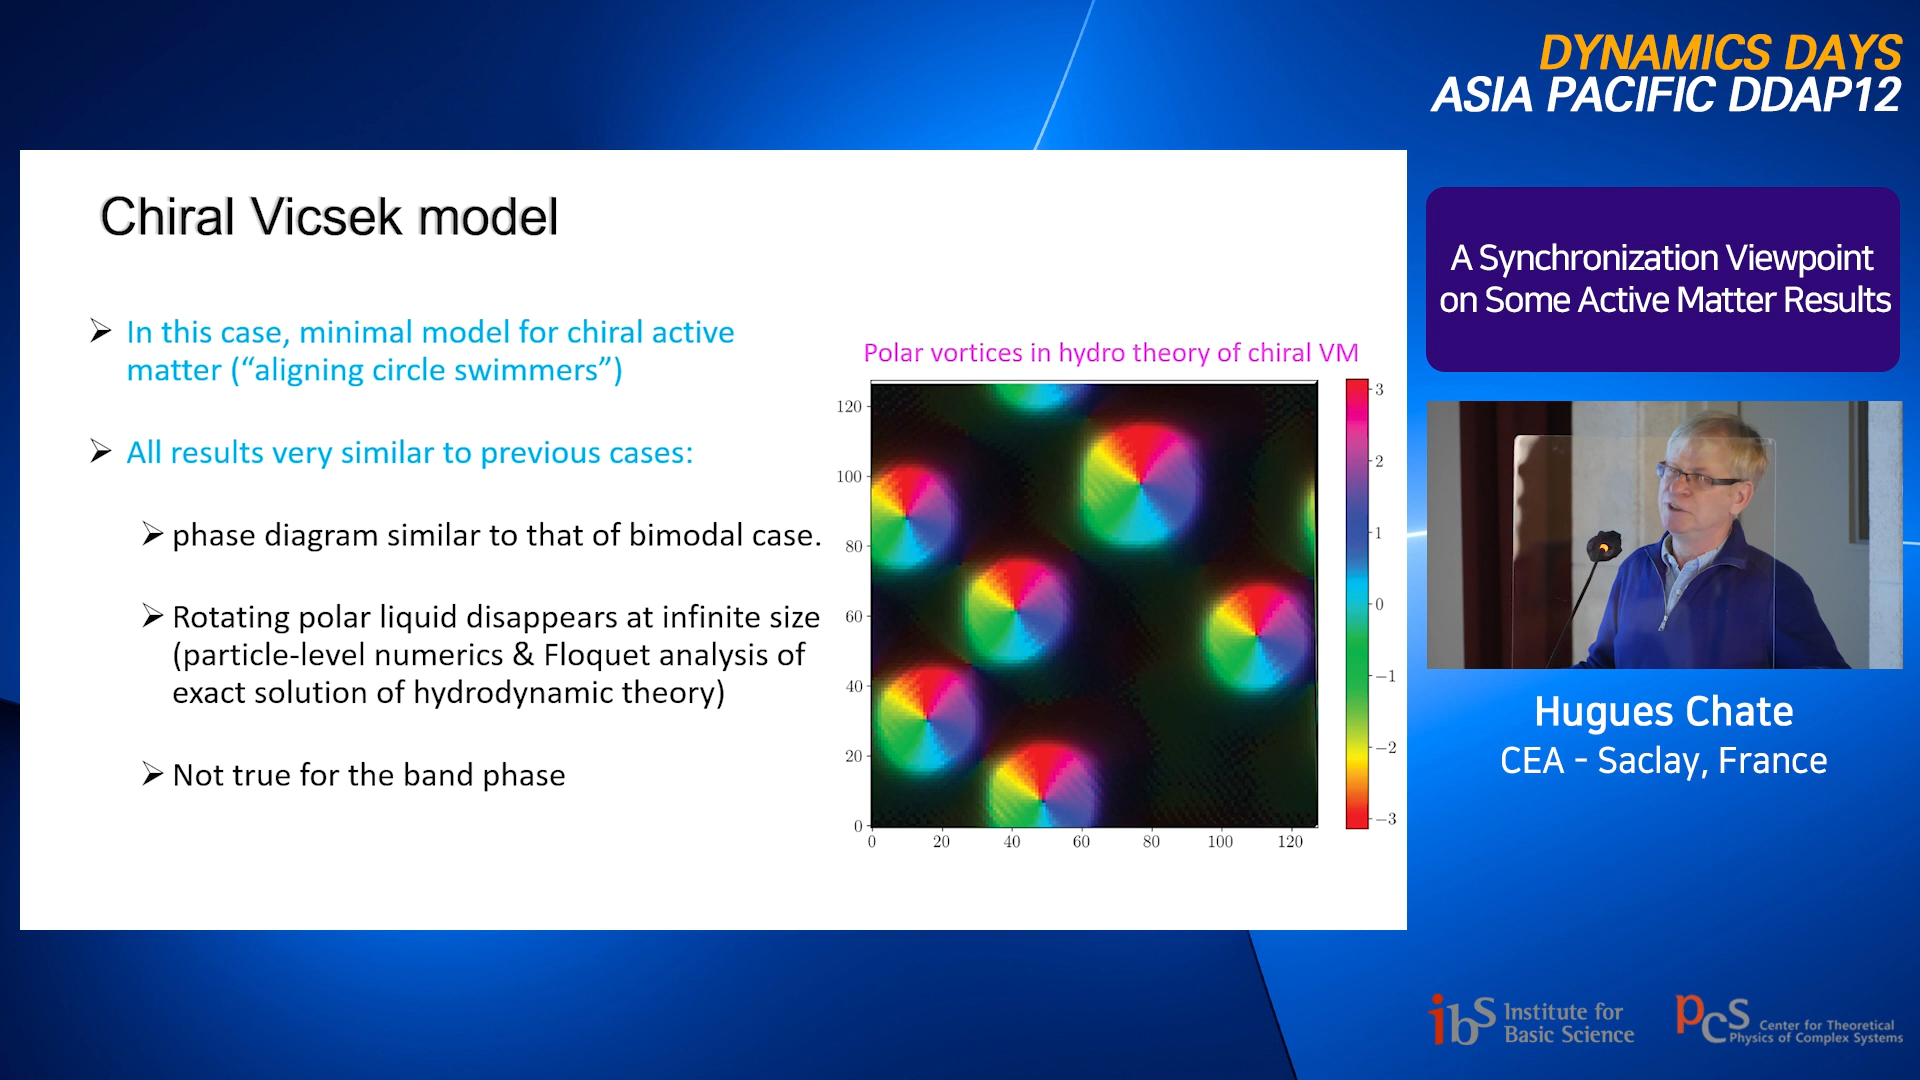 DYNAMICS DAYS
ASIA PACIFIC DDAP12
Chiral Vicsek model
In this case, minimal model for chiral active
matter (“aligning circle swimmers”)
All results very similar to previous cases:
phase diagram similar to that of bimodal case.
Rotating polar liquid disappears at infinite size
(particle-level numerics & Floquet analysis of
exact solution of hydrodynamic theory)
Not true for the band phase
Polar vortices in hydro theory of chiral VM
120
100
80
60
40
20
0
0 20 40 60 80 100 120
3
2
1
0
−1
−2
−3
A Synchronization Viewpoint
on Some Active Matter Results
Hugues Chate
CEA - Saclay, France
ibs Institute for
Basic Science
pcs Center for Theoretical
Physics of Complex Systems